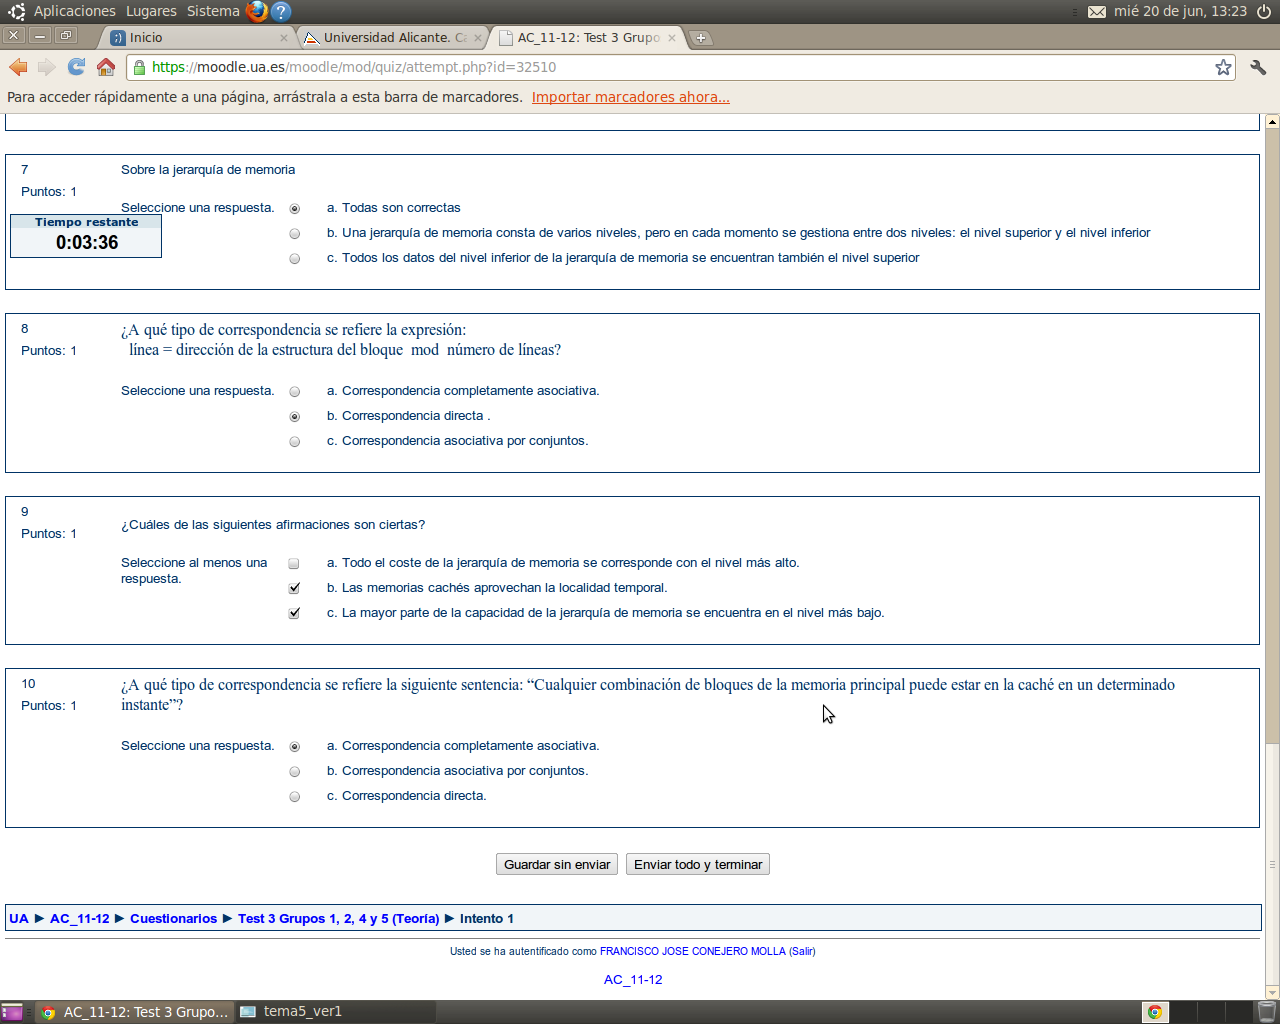 Aplicaciones Lugares Sistema
mié 20 de jun, 13:23
Inicio
Universidad Alicante. Ca
AC_11-12: Test 3 Grupo
https://moodle.ua.es/moodle/mod/quiz/attempt.php?id=32510
Para acceder rápidamente a una página, arrástrala a esta barra de marcadores. Importar marcadores ahora...
7
Puntos: 1
Sobre la jerarquía de memoria
Seleccione una respuesta.
a. Todas son correctas
b. Una jerarquía de memoria consta de varios niveles, pero en cada momento se gestiona entre dos niveles: el nivel superior y el nivel inferior
c. Todos los datos del nivel inferior de la jerarquía de memoria se encuentran también el nivel superior
Tiempo restante
0:03:36
8
Puntos: 1
¿A qué tipo de correspondencia se refiere la expresión:
línea = dirección de la estructura del bloque mod número de líneas?
Seleccione una respuesta.
a. Correspondencia completamente asociativa.
b. Correspondencia directa .
c. Correspondencia asociativa por conjuntos.
9
Puntos: 1
¿Cuáles de las siguientes afirmaciones son ciertas?
Seleccione al menos una
respuesta.
a. Todo el coste de la jerarquía de memoria se corresponde con el nivel más alto.
b. Las memorias cachés aprovechan la localidad temporal.
c. La mayor parte de la capacidad de la jerarquía de memoria se encuentra en el nivel más bajo.
10
Puntos: 1
¿A qué tipo de correspondencia se refiere la siguiente sentencia: “Cualquier combinación de bloques de la memoria principal puede estar en la caché en un determinado
instante”?
Seleccione una respuesta.
a. Correspondencia completamente asociativa.
b. Correspondencia asociativa por conjuntos.
c. Correspondencia directa.
Guardar sin enviar
Enviar todo y terminar
UA ► AC_11-12 ► Cuestionarios ► Test 3 Grupos 1, 2, 4 y 5 (Teoría) ► Intento 1
Usted se ha autentificado como FRANCISCO JOSE CONEJERO MOLLA (Salir)
AC_11-12
AC_11-12: Test 3 Grupo...
tema5_ver1